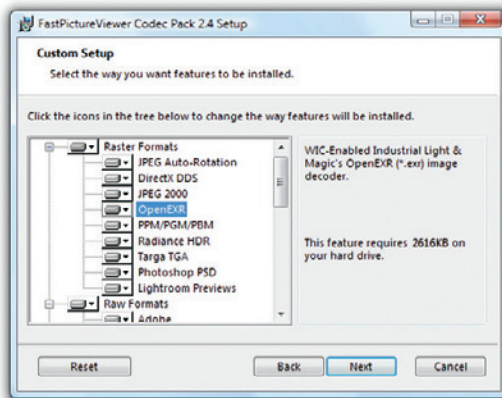 FastPictureViewer Codec Pack 2.4 Setup
Custom Setup
Select the way you want features to be installed.
Click the icons in the tree below to change the way features will be installed.
Raster Formats
JPEG Auto-Rotation
DirectX DDS
JPEG 2000
OpenEXR
PPM/PGM/PBM
Radiance HDR
Targa TGA
Photoshop PSD
Lightroom Previews
Raw Formats
Adobe
WIC-Enabled Industrial Light &
Magic's OpenEXR (*.exr) image
decoder.
This feature requires 2616KB on
your hard drive.
Reset
Back
Next
Cancel